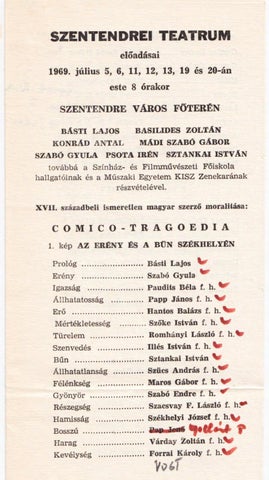 SZENTENDREI TEATRUM
előadásai
1969. július 5, 6, 11, 12, 13, 19 és 20-án
este 8 órakor
SZENTENDRE VÁROS FŐTERÉN
BÁSTI LAJOS BASILIDES ZOLTÁN
KONRÁD ANTAL MÁDI SZABÓ GÁBOR
SZABÓ GYULA PSOTA IRÉN SZTANKAI ISTVÁN
továbbá a Színház- és Filmművészeti Főiskola
hallgatóinak és a Műszaki Egyetem KISZ Zenekarának
részvételével.
XVII. századbeli ismeretlen magyar szerző moralitása:
COMICO-TRAGOEDIA
1. kép AZ ERÉNY ÉS A BŰN SZÉKHELYÉN
Prológ Básti Lajos
Erény Szabó Gyula
Igazság Paudits Béla f. h.
Állhatatosság Papp János f. h.
Erő Hantos Balázs f. h.
Mértékletesség Szőke István f. h.
Türelem Romhányi László f. h.
Szenvedés Illés István f. h.
Bűn Sztankai István
Állhatatlanság Szűcs András f. h.
Félénkség Maros Gábor f. h.
Gyönyör Szabó Endre f. h.
Részegség Szacsvay F. László f. h.
Hamisság Székhelyi József f. h.
Bosszú Pap Jenő
Harag Várday Zoltán f. h.
Kevélység Forrai Károly f. h.
VOGT